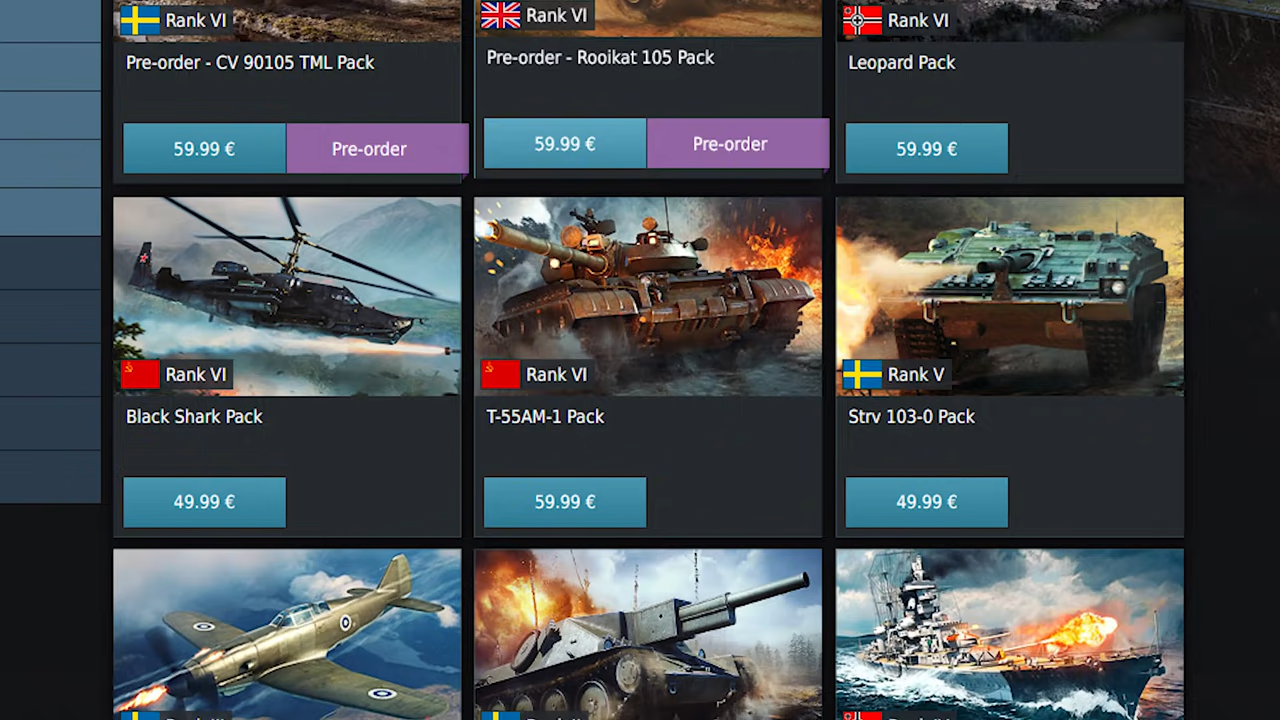 Rank VI
Rank VI
Rank VI
Pre-order - CV 90105 TML Pack
Pre-order - Rooikat 105 Pack
Leopard Pack
59.99 €
Pre-order
59.99 €
Pre-order
59.99 €
Rank VI
Rank VI
Rank V
Black Shark Pack
T-55AM-1 Pack
Strv 103-0 Pack
49.99 €
59.99 €
49.99 €